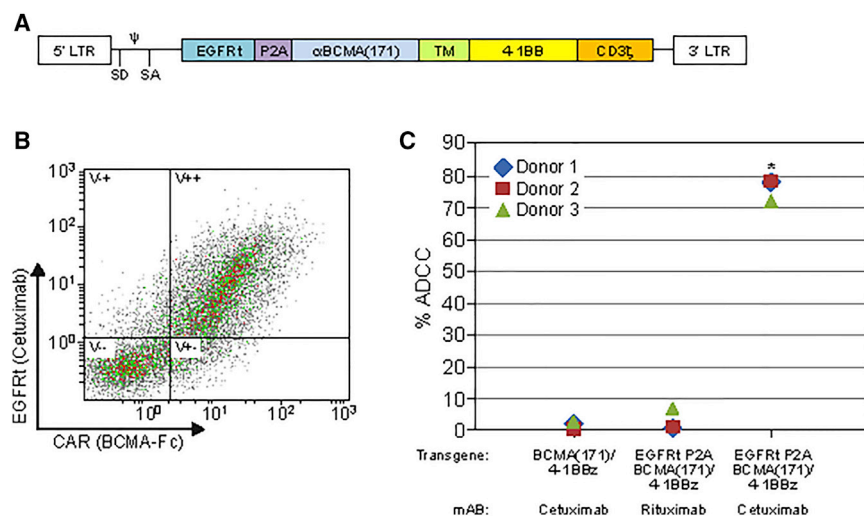 A
5' LTR ψ EGFRt P2A αBCMA(171) TM 4-1BB CD3ζ 3' LTR
SD SA
B
EGFRt (Cetuximab)
10³
10²
10¹
10⁰
V-+ V++
V-- V+-
10⁰ 10¹ 10² 10³
CAR (BCMA-Fc)
C
% ADCC
90
80
70
60
50
40
30
20
10
0
Donor 1
Donor 2
Donor 3
*
Transgene: BCMA(171)/ 4-1BBz
EGFRt P2A BCMA(171)/ 4-1BBz
EGFRt P2A BCMA(171)/ 4-1BBz
mAB: Cetuximab Rituximab Cetuximab